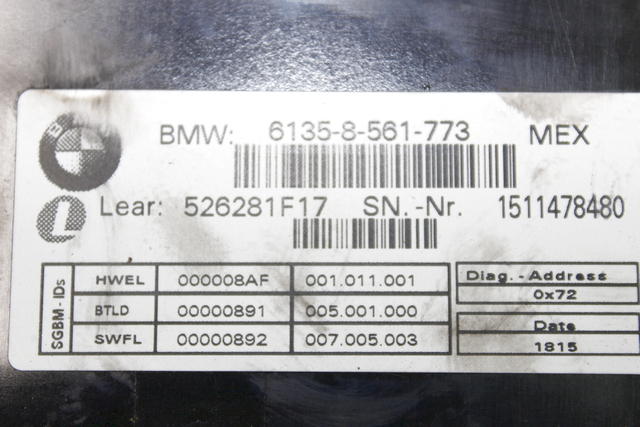 BMW: 6135-8-561-773 MEX
Lear: 526281F17 SN.-Nr. 1511478480
SGBM-IDs
HWEL 000008AF 001.011.001
BTLD 00000891 005.001.000
SWFL 00000892 007.005.003
Diag.-Address
0x72
Date
1815